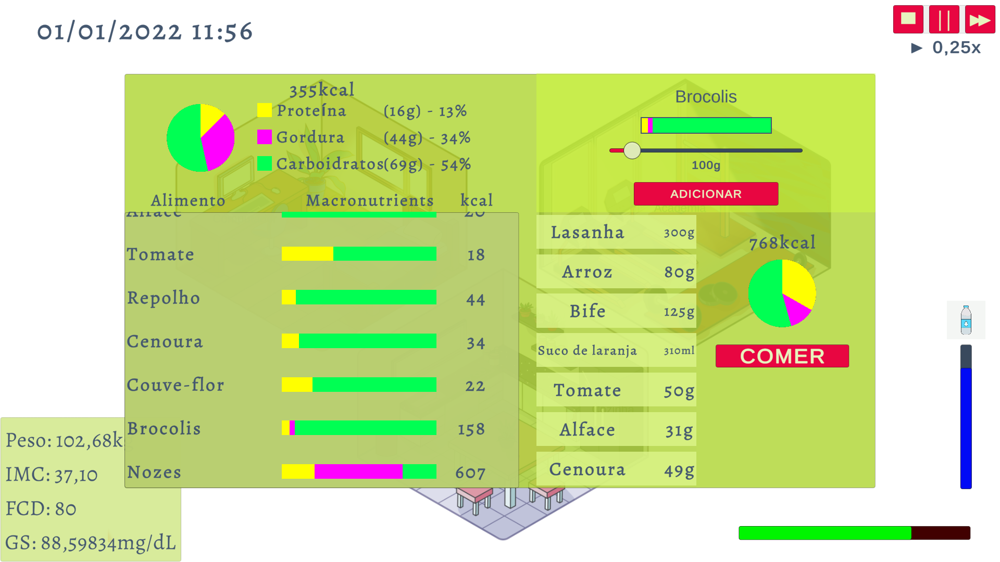 01/01/2022 11:56
0,25x
355kcal
Proteína (16g) - 13%
Gordura (44g) - 34%
Carboidratos(69g) - 54%
Alimento Macronutrients kcal
Alface 20
Tomate 18
Repolho 44
Cenoura 34
Couve-flor 22
Brocolis 158
Nozes 607
Brocolis
100g
ADICIONAR
Academia
Lasanha 300g
Arroz 80g
Bife 125g
Suco de laranja 310ml
Tomate 50g
Alface 31g
Cenoura 49g
768kcal
COMER
Peso: 102,68k
IMC: 37,10
FCD: 80
GS: 88,59834mg/dL